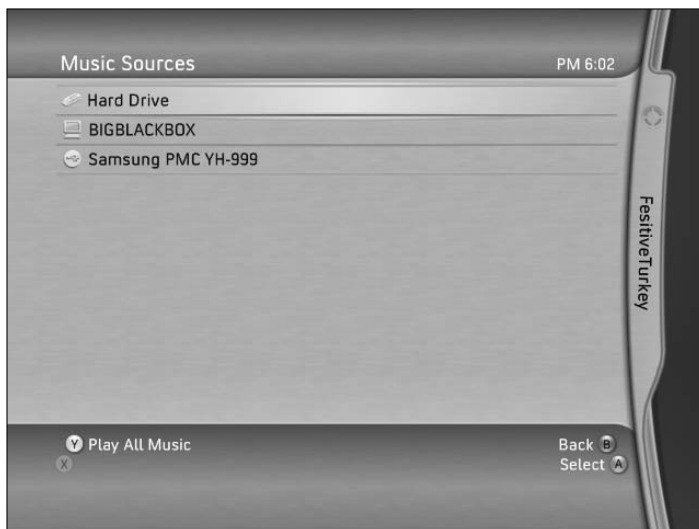 Music Sources
PM 6:02
Hard Drive
BIGBLACKBOX
Samsung PMC YH-999
FesitiveTurkey
Y Play All Music
X
Back B
Select A